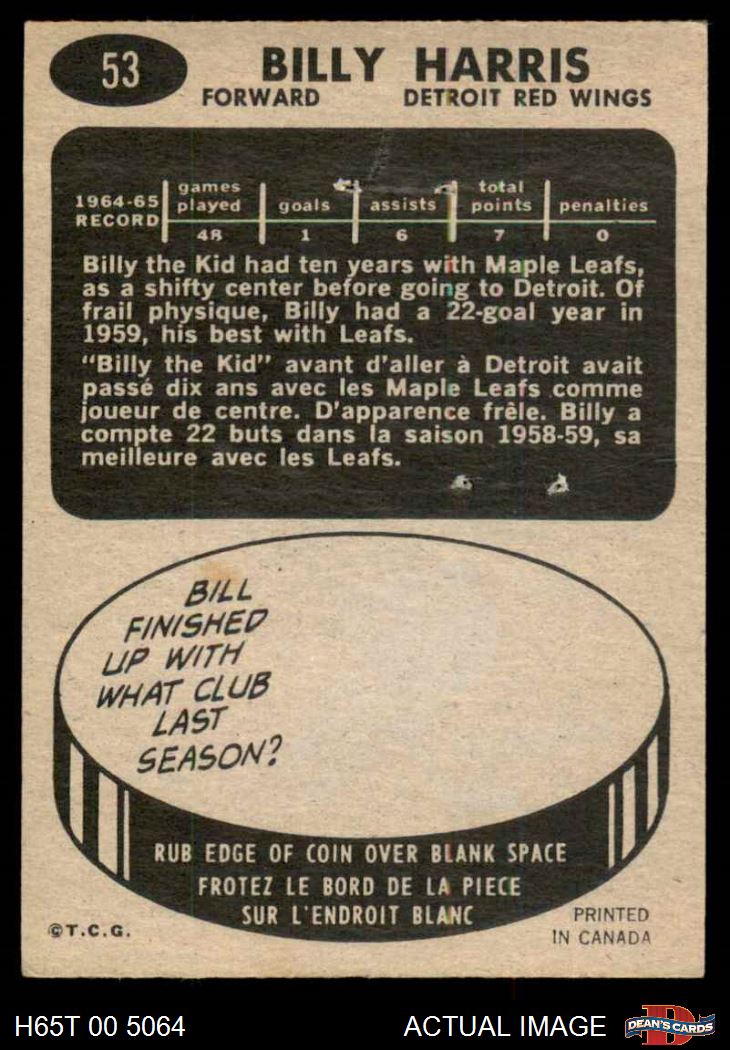 53
BILLY HARRIS
FORWARD DETROIT RED WINGS
1964-65 RECORD
games played goals assists total points penalties
48 1 6 7 0
Billy the Kid had ten years with Maple Leafs,
as a shifty center before going to Detroit. Of
frail physique, Billy had a 22-goal year in
1959, his best with Leafs.
"Billy the Kid" avant d'aller à Detroit avait
passé dix ans avec les Maple Leafs comme
joueur de centre. D'apparence frêle. Billy a
compte 22 buts dans la saison 1958-59, sa
meilleure avec les Leafs.
BILL
FINISHED
UP WITH
WHAT CLUB
LAST
SEASON?
RUB EDGE OF COIN OVER BLANK SPACE
FROTEZ LE BORD DE LA PIECE
SUR L'ENDROIT BLANC
©T.C.G.
PRINTED
IN CANADA
H65T 00 5064 ACTUAL IMAGE D DEAN'S CARDS